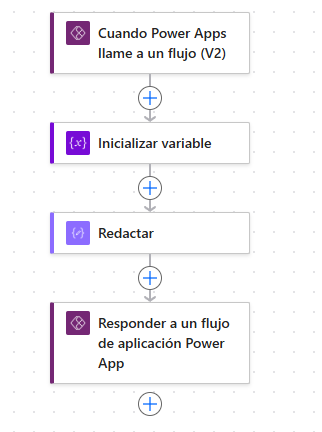 Cuando Power Apps
llame a un flujo (V2)
{x}
Inicializar variable
Redactar
Responder a un flujo
de aplicación Power
App